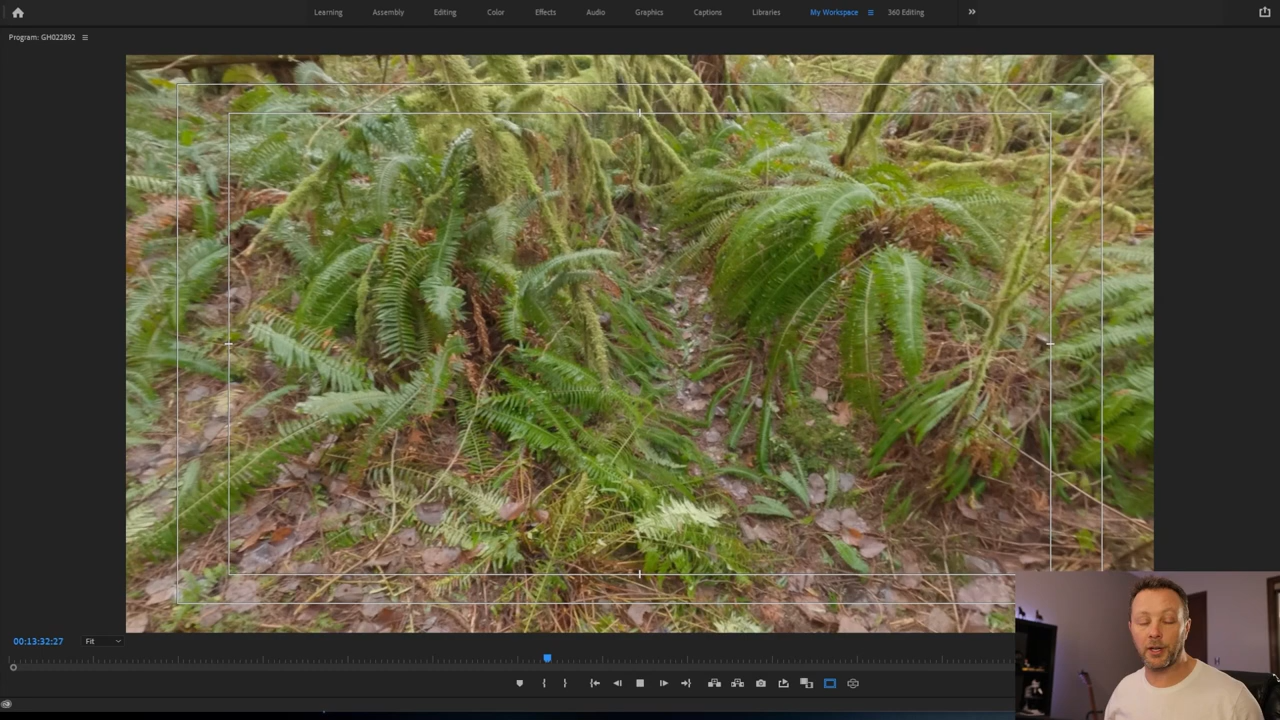 Learning Assembly Editing Color Effects Audio Graphics Captions Libraries My Workspace 360 Editing
Program: GH022892
00:13:32:27 Fit